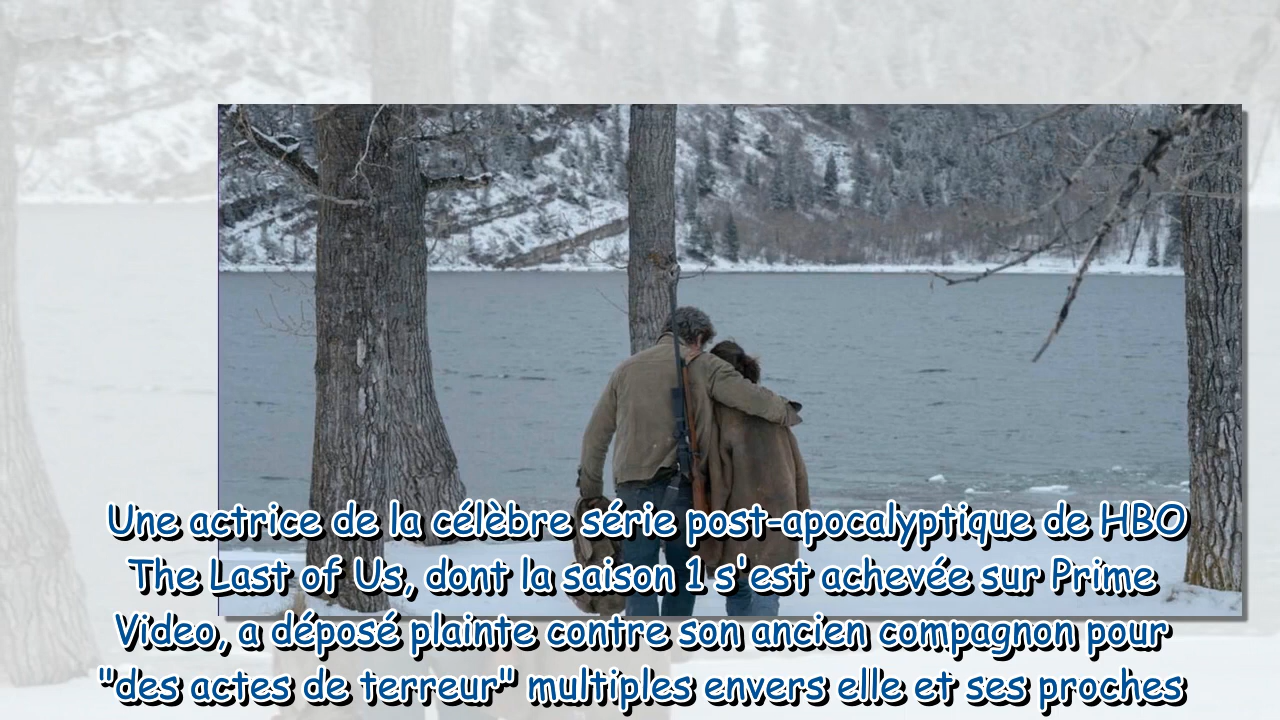 Une actrice de la célèbre série post-apocalyptique de HBO
The Last of Us, dont la saison 1 s'est achevée sur Prime
Video, a déposé plainte contre son ancien compagnon pour
"des actes de terreur" multiples envers elle et ses proches